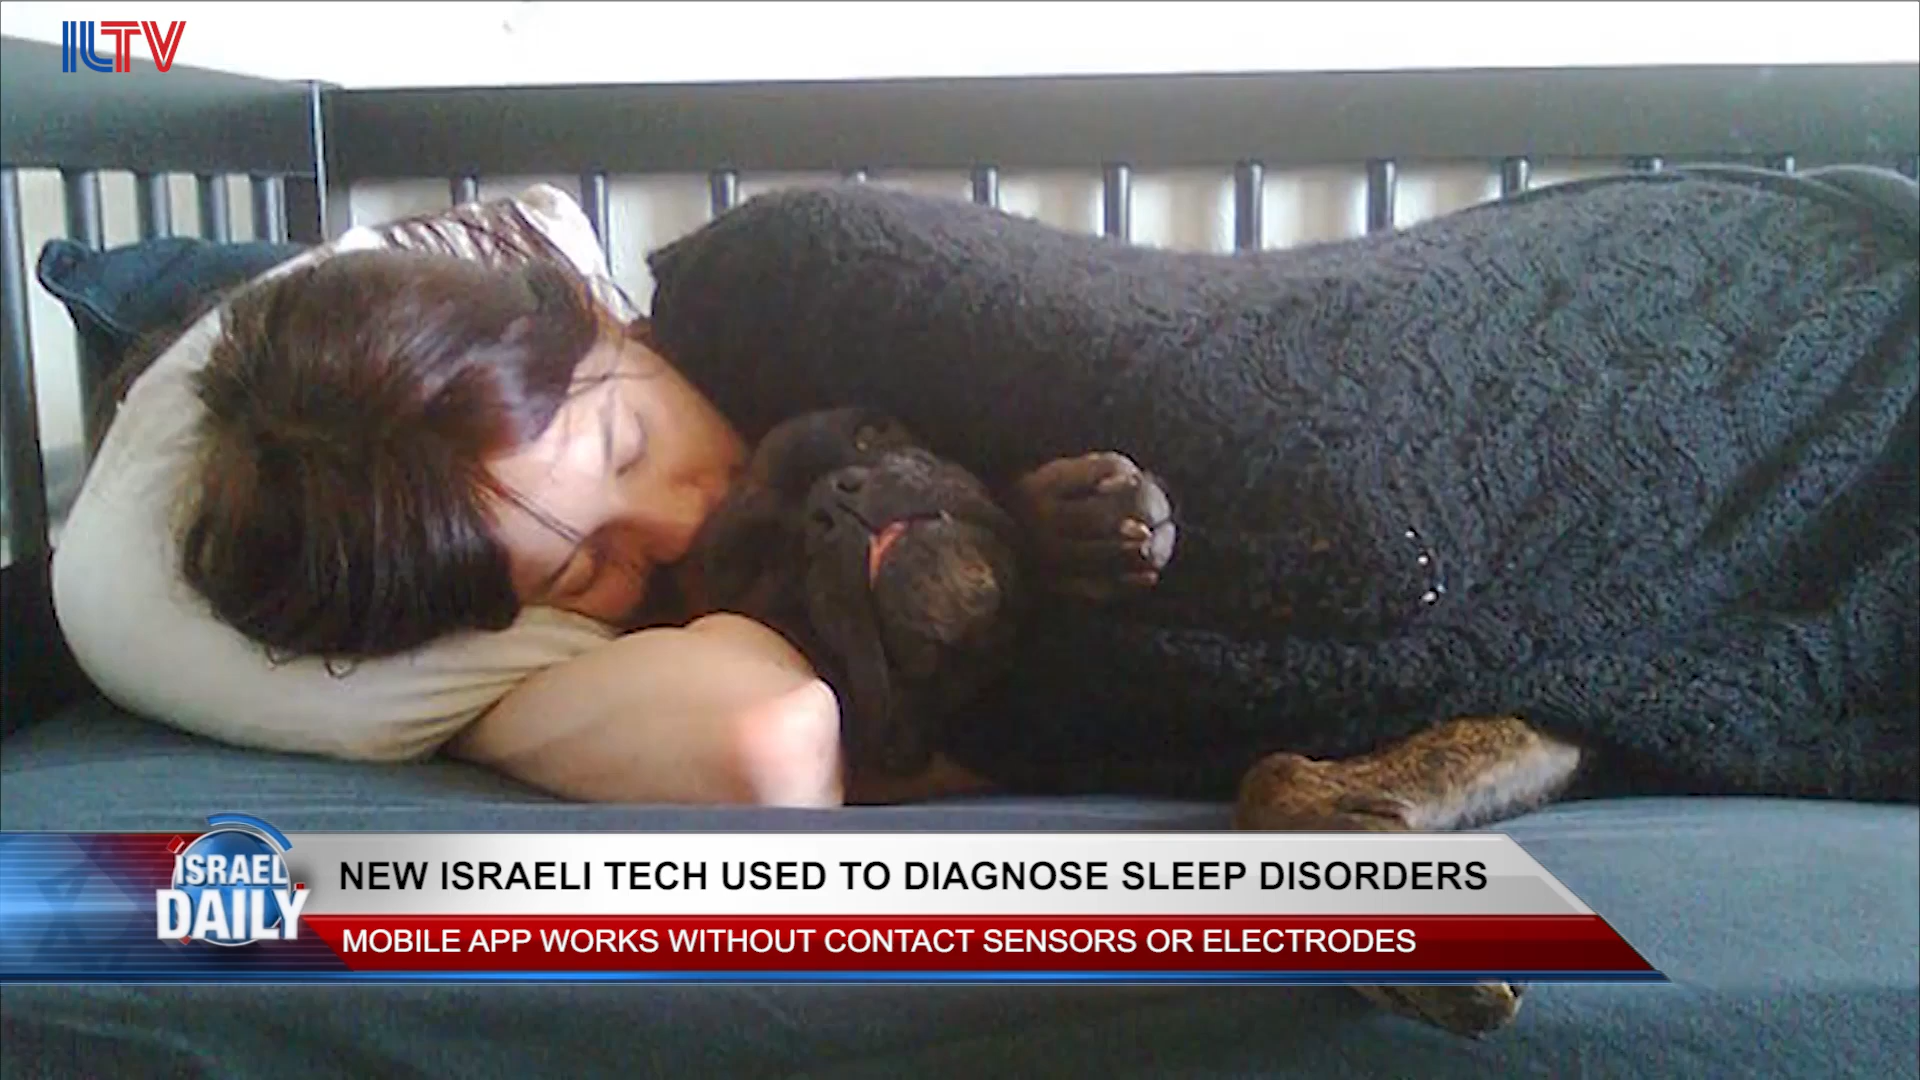 ILTV
ISRAEL
DAILY
NEW ISRAELI TECH USED TO DIAGNOSE SLEEP DISORDERS
MOBILE APP WORKS WITHOUT CONTACT SENSORS OR ELECTRODES